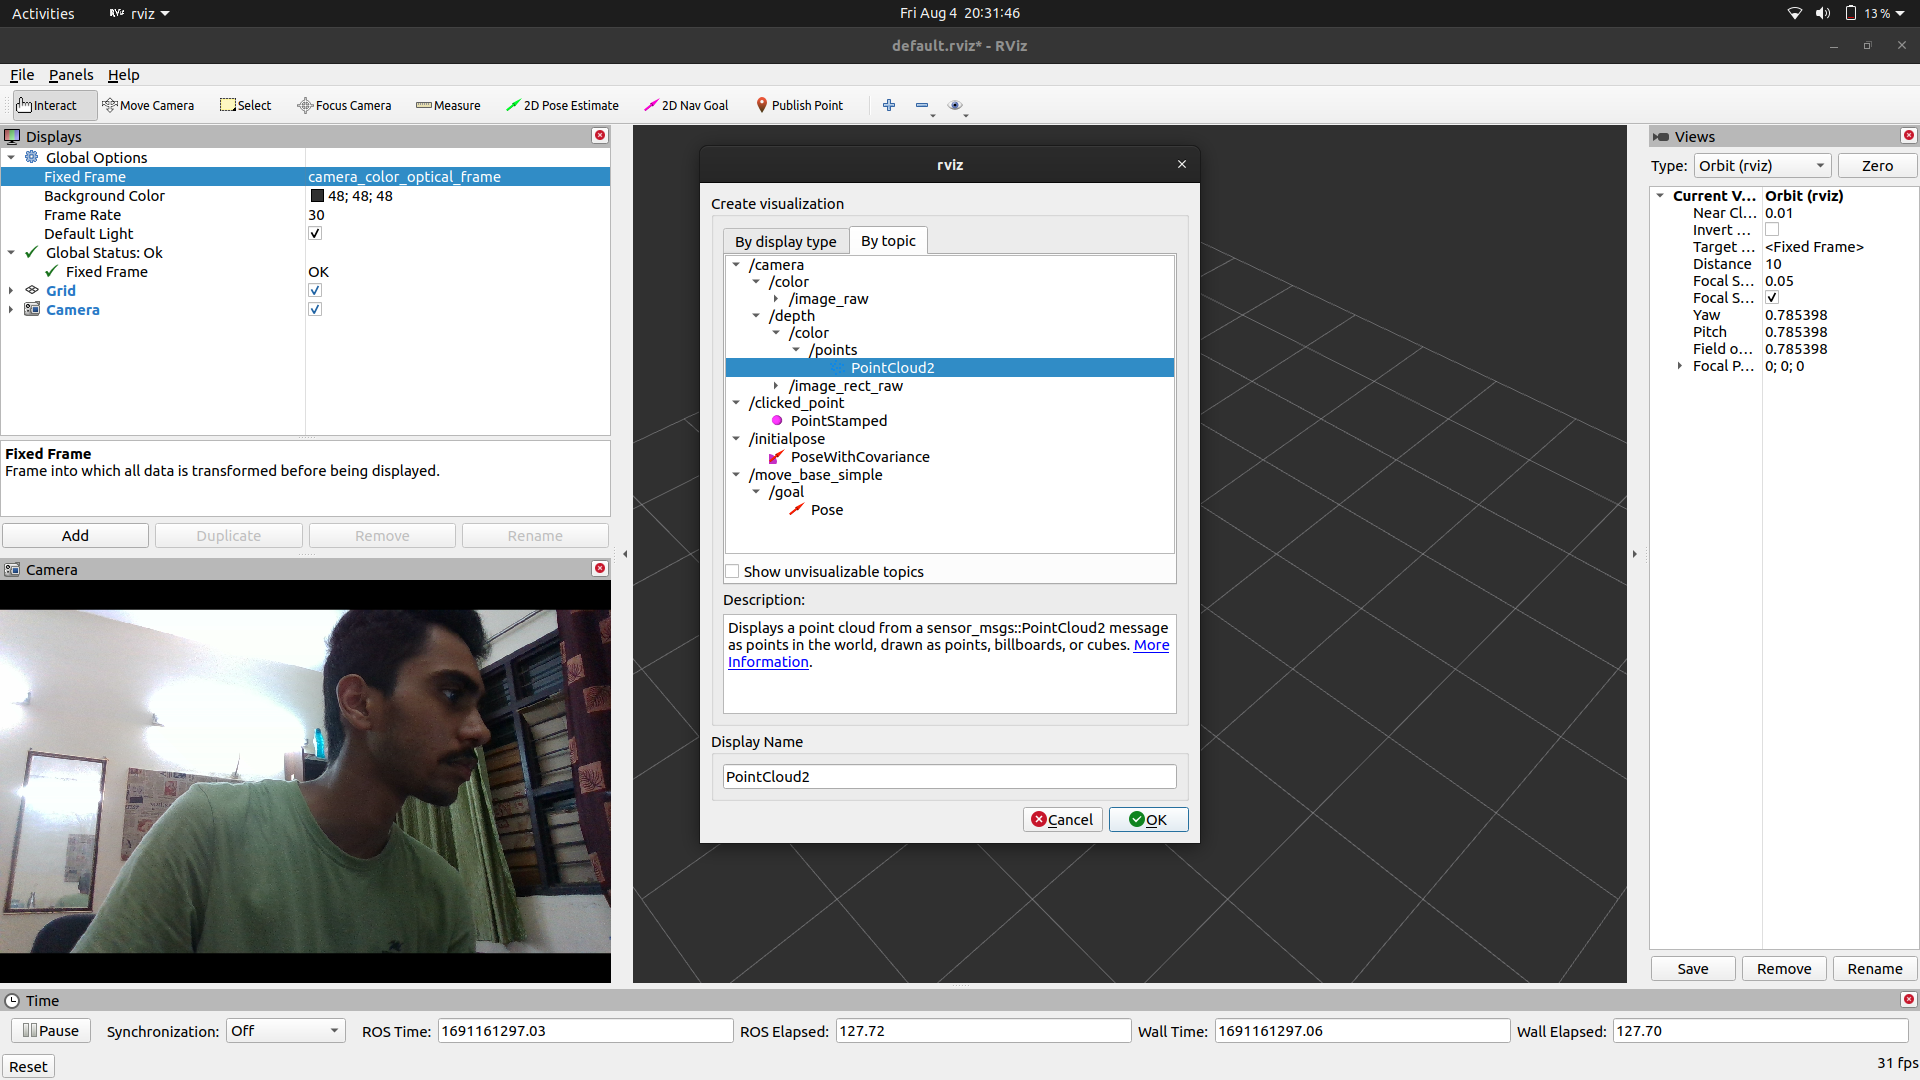 Activities
rviz
Fri Aug 4 20:31:46
13 %
default.rviz* - RViz
File Panels Help
Interact Move Camera Select Focus Camera Measure 2D Pose Estimate 2D Nav Goal Publish Point
Displays
Global Options
Fixed Frame camera_color_optical_frame
Background Color 48; 48; 48
Frame Rate 30
Default Light
Global Status: Ok
Fixed Frame OK
Grid
Camera
Fixed Frame
Frame into which all data is transformed before being displayed.
Add Duplicate Remove Rename
Camera
rviz
Create visualization
By display type By topic
/camera
/color
/image_raw
/depth
/color
/points
PointCloud2
/image_rect_raw
/clicked_point
PointStamped
/initialpose
PoseWithCovariance
/move_base_simple
/goal
Pose
Show unvisualizable topics
Description:
Displays a point cloud from a sensor_msgs::PointCloud2 message
as points in the world, drawn as points, billboards, or cubes. More
Information.
Display Name
PointCloud2
Cancel OK
Views
Type: Orbit (rviz) Zero
Current V... Orbit (rviz)
Near Cl... 0.01
Invert ...
Target ... <Fixed Frame>
Distance 10
Focal S... 0.05
Focal S...
Yaw 0.785398
Pitch 0.785398
Field o... 0.785398
Focal P... 0; 0; 0
Save Remove Rename
Time
Pause Synchronization: Off ROS Time: 1691161297.03 ROS Elapsed: 127.72 Wall Time: 1691161297.06 Wall Elapsed: 127.70
Reset
31 fps